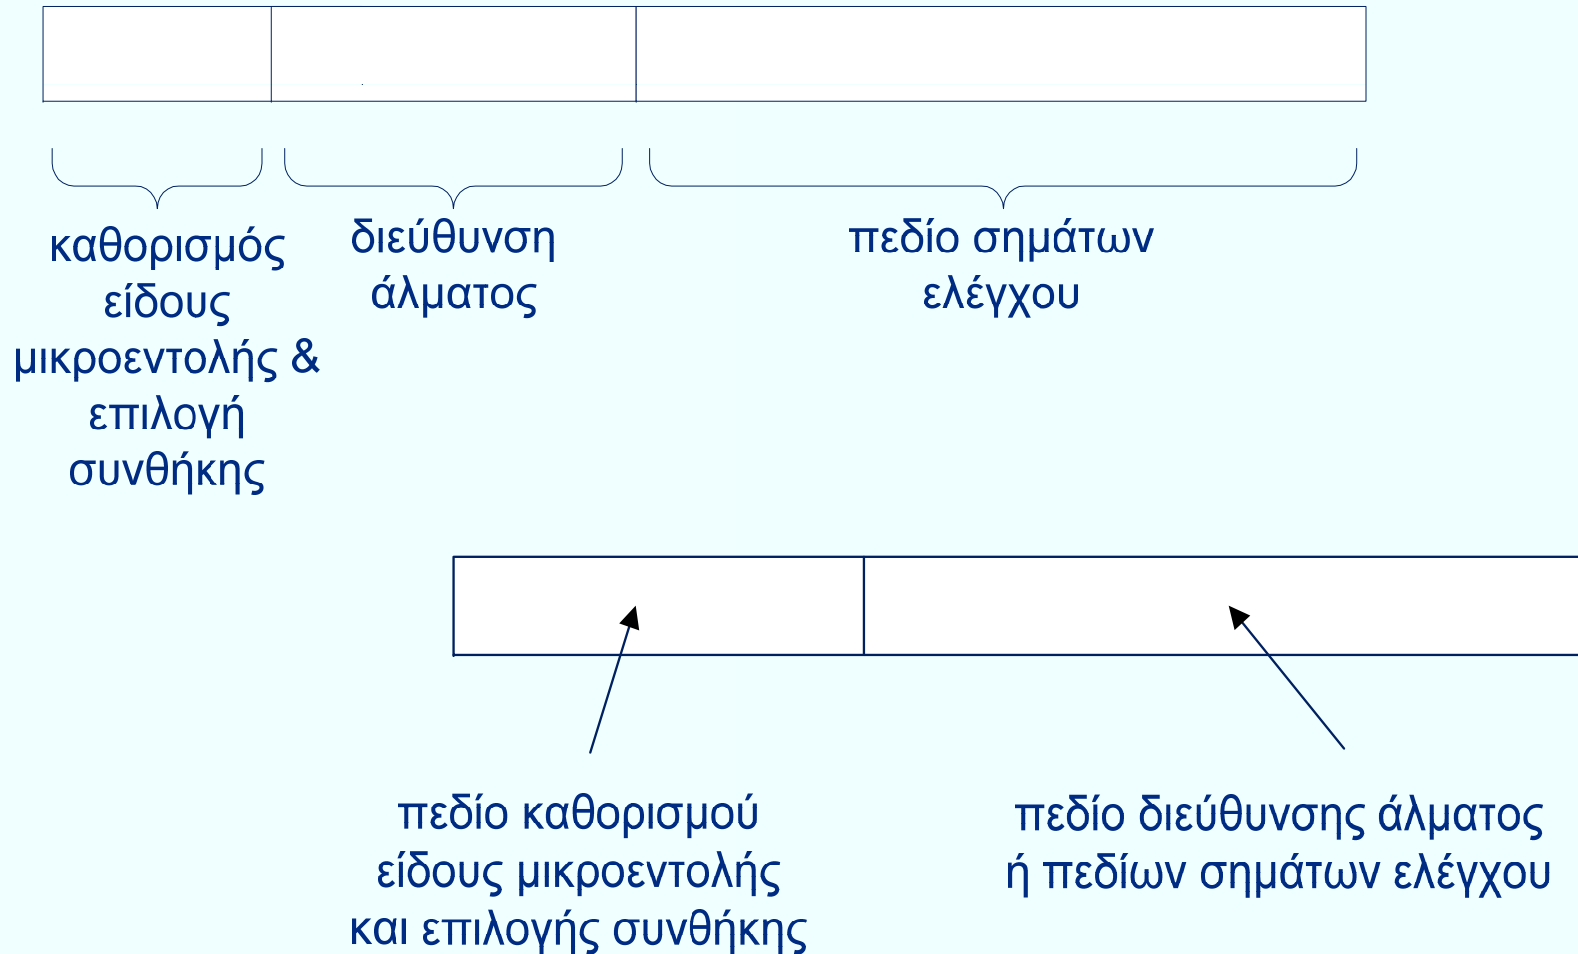 καθορισμός
είδους
μικροεντολής &
επιλογή
συνθήκης
διεύθυνση
άλματος
πεδίο σημάτων
ελέγχου
πεδίο καθορισμού
είδους μικροεντολής
και επιλογής συνθήκης
πεδίο διεύθυνσης άλματος
ή πεδίων σημάτων ελέγχου